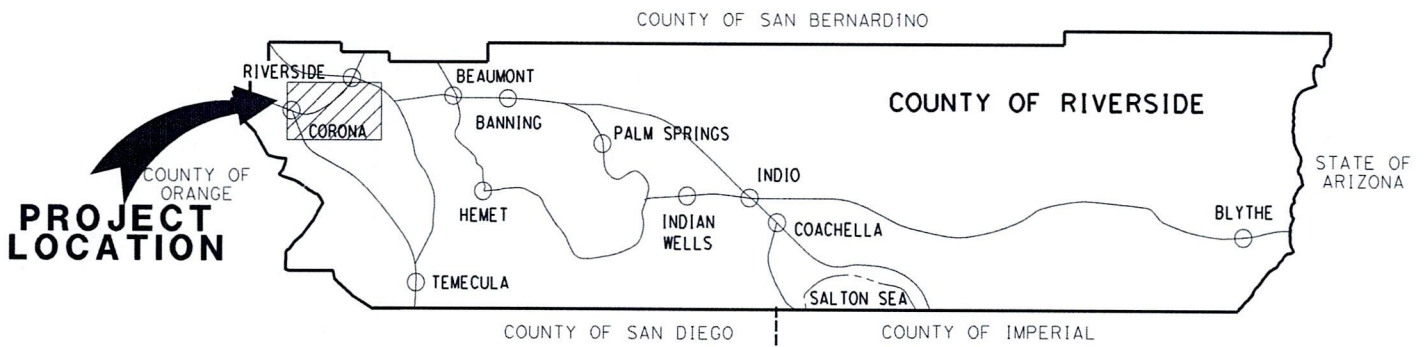 COUNTY OF SAN BERNARDINO
RIVERSIDE
BEAUMONT
COUNTY OF RIVERSIDE
BANNING
CORONA
PALM SPRINGS
COUNTY OF
ORANGE
STATE OF
ARIZONA
INDIO
PROJECT
LOCATION
HEMET
INDIAN
WELLS
COACHELLA
BLYTHE
TEMECULA
SALTON SEA
COUNTY OF SAN DIEGO
COUNTY OF IMPERIAL